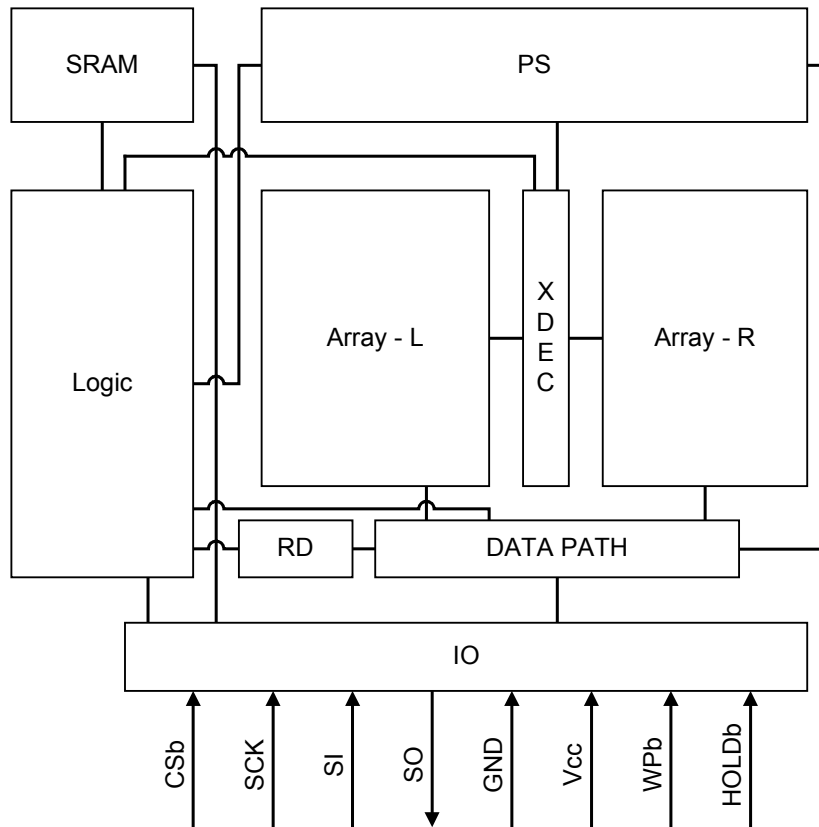 SRAM
PS
Logic
Array - L
X
D
E
C
Array - R
RD
DATA PATH
IO
CSb
SCK
SI
SO
GND
Vcc
WPb
HOLDb